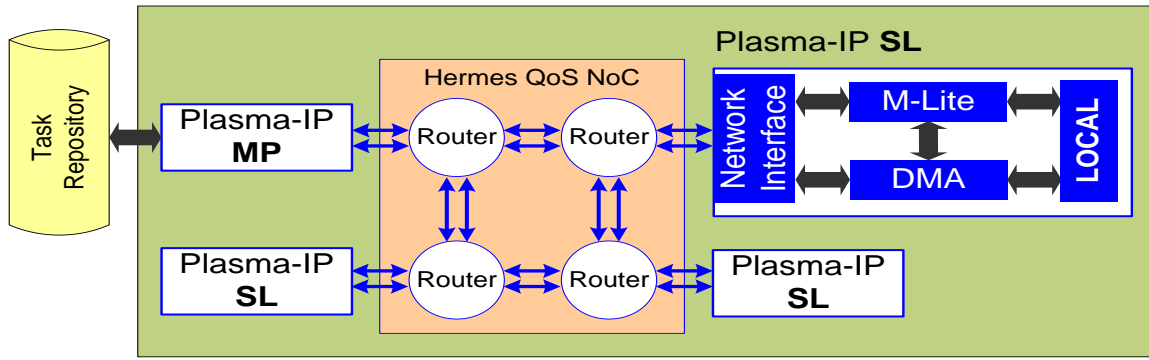 Task
Repository
Plasma-IP
MP
Plasma-IP
SL
Hermes QoS NoC
Router
Router
Router
Router
Plasma-IP SL
Network
Interface
M-Lite
DMA
LOCAL
Plasma-IP
SL